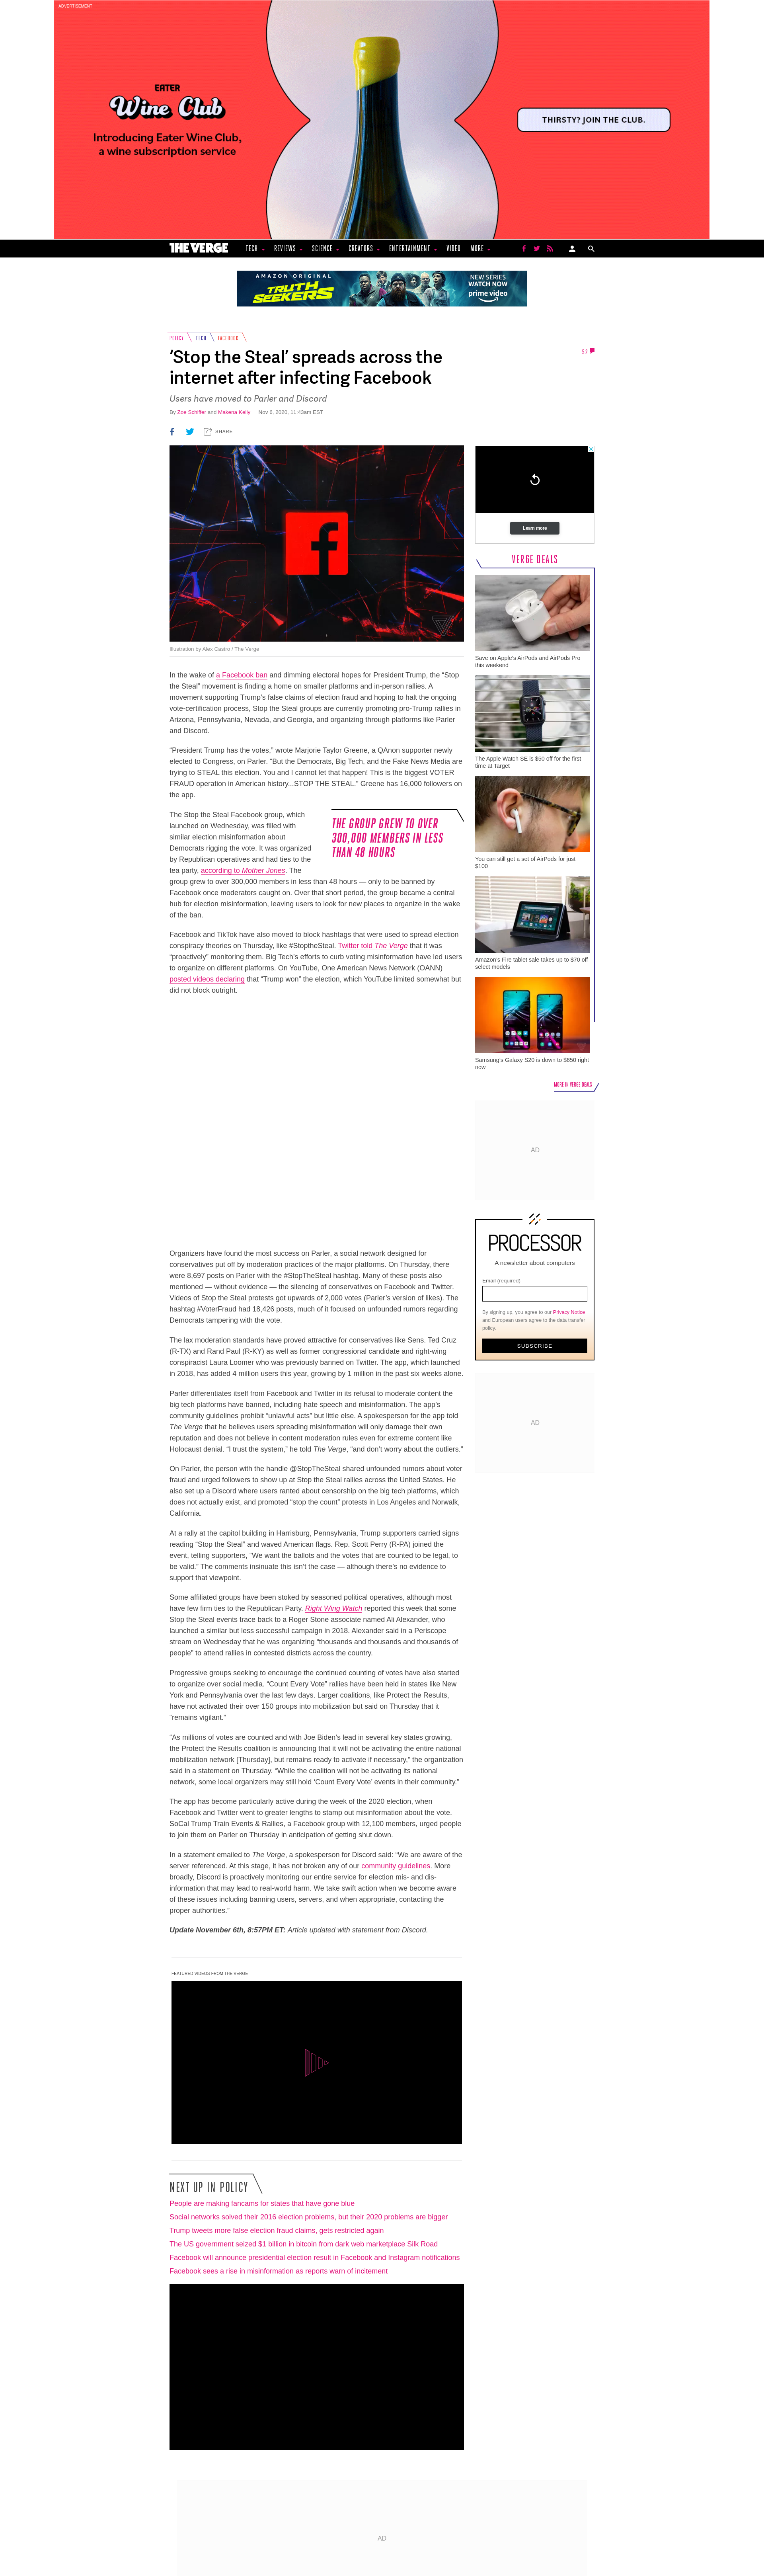 ADVERTISEMENT
EATER
Wine Club
Introducing Eater Wine Club,
a wine subscription service
THIRSTY? JOIN THE CLUB.
THE VERGE
TECH
REVIEWS
SCIENCE
CREATORS
ENTERTAINMENT
VIDEO
MORE
AMAZON ORIGINAL
TRUTH
SEEKERS
NEW SERIES
WATCH NOW
prime video
POLICY
TECH
FACEBOOK
‘Stop the Steal’ spreads across the
internet after infecting Facebook
52
Users have moved to Parler and Discord
By Zoe Schiffer and Makena Kelly | Nov 6, 2020, 11:43am EST
SHARE
Illustration by Alex Castro / The Verge
In the wake of a Facebook ban and dimming electoral hopes for President Trump, the “Stop
the Steal” movement is finding a home on smaller platforms and in-person rallies. A
movement supporting Trump’s false claims of election fraud and hoping to halt the ongoing
vote-certification process, Stop the Steal groups are currently promoting pro-Trump rallies in
Arizona, Pennsylvania, Nevada, and Georgia, and organizing through platforms like Parler
and Discord.
“President Trump has the votes,” wrote Marjorie Taylor Greene, a QAnon supporter newly
elected to Congress, on Parler. “But the Democrats, Big Tech, and the Fake News Media are
trying to STEAL this election. You and I cannot let that happen! This is the biggest VOTER
FRAUD operation in American history...STOP THE STEAL.” Greene has 16,000 followers on
the app.
The Stop the Steal Facebook group, which
launched on Wednesday, was filled with
similar election misinformation about
Democrats rigging the vote. It was organized
by Republican operatives and had ties to the
tea party, according to Mother Jones. The
group grew to over 300,000 members in less than 48 hours — only to be banned by
Facebook once moderators caught on. Over that short period, the group became a central
hub for election misinformation, leaving users to look for new places to organize in the wake
of the ban.
THE GROUP GREW TO OVER
300,000 MEMBERS IN LESS
THAN 48 HOURS
Facebook and TikTok have also moved to block hashtags that were used to spread election
conspiracy theories on Thursday, like #StoptheSteal. Twitter told The Verge that it was
“proactively” monitoring them. Big Tech’s efforts to curb voting misinformation have led users
to organize on different platforms. On YouTube, One American News Network (OANN)
posted videos declaring that “Trump won” the election, which YouTube limited somewhat but
did not block outright.
Organizers have found the most success on Parler, a social network designed for
conservatives put off by moderation practices of the major platforms. On Thursday, there
were 8,697 posts on Parler with the #StopTheSteal hashtag. Many of these posts also
mentioned — without evidence — the silencing of conservatives on Facebook and Twitter.
Videos of Stop the Steal protests got upwards of 2,000 votes (Parler’s version of likes). The
hashtag #VoterFraud had 18,426 posts, much of it focused on unfounded rumors regarding
Democrats tampering with the vote.
The lax moderation standards have proved attractive for conservatives like Sens. Ted Cruz
(R-TX) and Rand Paul (R-KY) as well as former congressional candidate and right-wing
conspiracist Laura Loomer who was previously banned on Twitter. The app, which launched
in 2018, has added 4 million users this year, growing by 1 million in the past six weeks alone.
Parler differentiates itself from Facebook and Twitter in its refusal to moderate content the
big tech platforms have banned, including hate speech and misinformation. The app’s
community guidelines prohibit “unlawful acts” but little else. A spokesperson for the app told
The Verge that he believes users spreading misinformation will only damage their own
reputation and does not believe in content moderation rules even for extreme content like
Holocaust denial. “I trust the system,” he told The Verge, “and don’t worry about the outliers.”
On Parler, the person with the handle @StopTheSteal shared unfounded rumors about voter
fraud and urged followers to show up at Stop the Steal rallies across the United States. He
also set up a Discord where users ranted about censorship on the big tech platforms, which
does not actually exist, and promoted “stop the count” protests in Los Angeles and Norwalk,
California.
At a rally at the capitol building in Harrisburg, Pennsylvania, Trump supporters carried signs
reading “Stop the Steal” and waved American flags. Rep. Scott Perry (R-PA) joined the
event, telling supporters, “We want the ballots and the votes that are counted to be legal, to
be valid.” The comments insinuate this isn’t the case — although there’s no evidence to
support that viewpoint.
Some affiliated groups have been stoked by seasoned political operatives, although most
have few firm ties to the Republican Party. Right Wing Watch reported this week that some
Stop the Steal events trace back to a Roger Stone associate named Ali Alexander, who
launched a similar but less successful campaign in 2018. Alexander said in a Periscope
stream on Wednesday that he was organizing “thousands and thousands and thousands of
people” to attend rallies in contested districts across the country.
Progressive groups seeking to encourage the continued counting of votes have also started
to organize over social media. “Count Every Vote” rallies have been held in states like New
York and Pennsylvania over the last few days. Larger coalitions, like Protect the Results,
have not activated their over 150 groups into mobilization but said on Thursday that it
“remains vigilant.”
“As millions of votes are counted and with Joe Biden’s lead in several key states growing,
the Protect the Results coalition is announcing that it will not be activating the entire national
mobilization network [Thursday], but remains ready to activate if necessary,” the organization
said in a statement on Thursday. “While the coalition will not be activating its national
network, some local organizers may still hold ‘Count Every Vote’ events in their community.”
The app has become particularly active during the week of the 2020 election, when
Facebook and Twitter went to greater lengths to stamp out misinformation about the vote.
SoCal Trump Train Events & Rallies, a Facebook group with 12,100 members, urged people
to join them on Parler on Thursday in anticipation of getting shut down.
In a statement emailed to The Verge, a spokesperson for Discord said: “We are aware of the
server referenced. At this stage, it has not broken any of our community guidelines. More
broadly, Discord is proactively monitoring our entire service for election mis- and dis-
information that may lead to real-world harm. We take swift action when we become aware
of these issues including banning users, servers, and when appropriate, contacting the
proper authorities.”
Update November 6th, 8:57PM ET: Article updated with statement from Discord.
FEATURED VIDEOS FROM THE VERGE
NEXT UP IN POLICY
People are making fancams for states that have gone blue
Social networks solved their 2016 election problems, but their 2020 problems are bigger
Trump tweets more false election fraud claims, gets restricted again
The US government seized $1 billion in bitcoin from dark web marketplace Silk Road
Facebook will announce presidential election result in Facebook and Instagram notifications
Facebook sees a rise in misinformation as reports warn of incitement
Learn more
VERGE DEALS
Save on Apple’s AirPods and AirPods Pro
this weekend
The Apple Watch SE is $50 off for the first
time at Target
You can still get a set of AirPods for just
$100
Amazon’s Fire tablet sale takes up to $70 off
select models
Samsung’s Galaxy S20 is down to $650 right
now
MORE IN VERGE DEALS
AD
PROCESSOR
A newsletter about computers
Email (required)
By signing up, you agree to our Privacy Notice
and European users agree to the data transfer
policy.
SUBSCRIBE
AD
AD